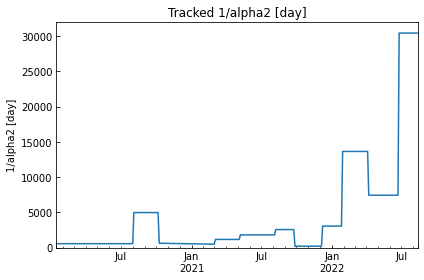 Tracked 1/alpha2 [day]
1/alpha2 [day]
30000
25000
20000
15000
10000
5000
0
Jul
Jan
2021
Jul
Jan
2022
Jul